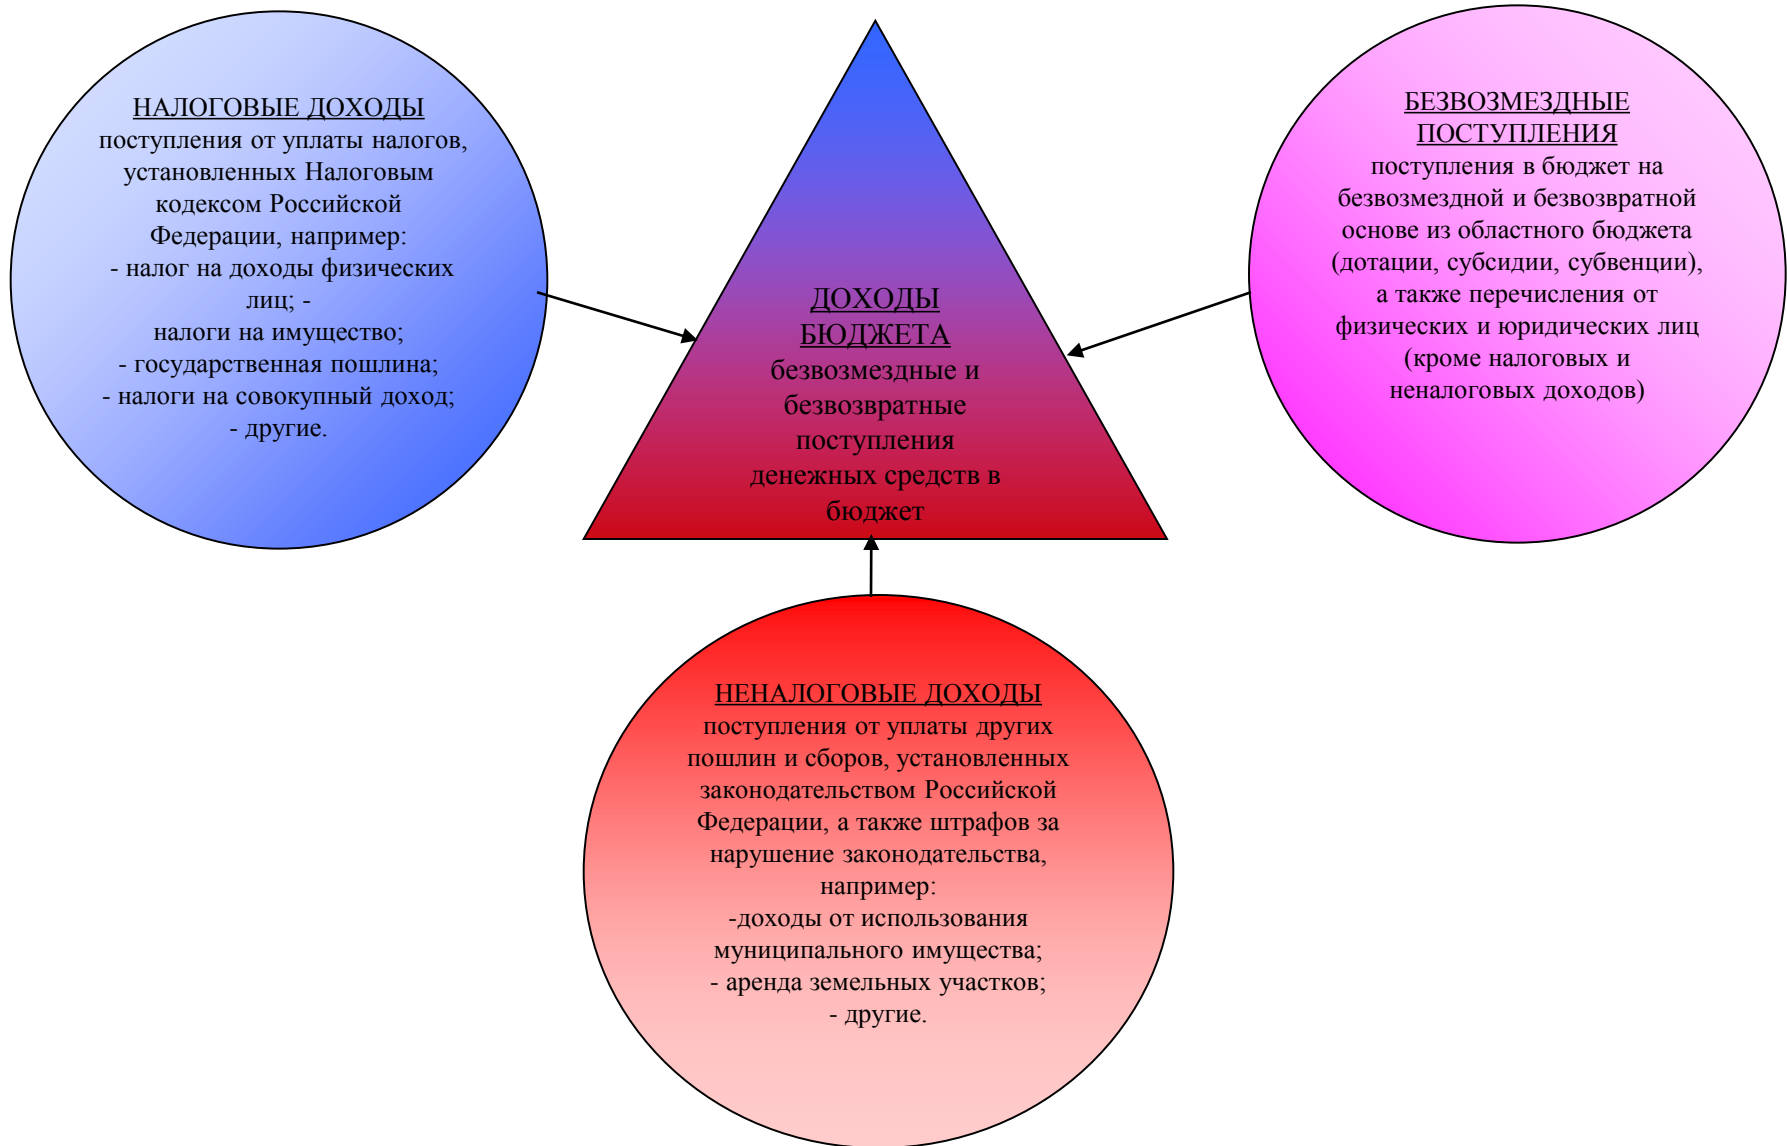 НАЛОГОВЫЕ ДОХОДЫ
поступления от уплаты налогов,
установленных Налоговым
кодексом Российской
Федерации, например:
- налог на доходы физических
лиц; -
налоги на имущество;
- государственная пошлина;
- налоги на совокупный доход;
- другие.
ДОХОДЫ
БЮДЖЕТА
безвозмездные и
безвозвратные
поступления
денежных средств в
бюджет
БЕЗВОЗМЕЗДНЫЕ
ПОСТУПЛЕНИЯ
поступления в бюджет на
безвозмездной и безвозвратной
основе из областного бюджета
(дотации, субсидии, субвенции),
а также перечисления от
физических и юридических лиц
(кроме налоговых и
неналоговых доходов)
НЕНАЛОГОВЫЕ ДОХОДЫ
поступления от уплаты других
пошлин и сборов, установленных
законодательством Российской
Федерации, а также штрафов за
нарушение законодательства,
например:
-доходы от использования
муниципального имущества;
- аренда земельных участков;
- другие.